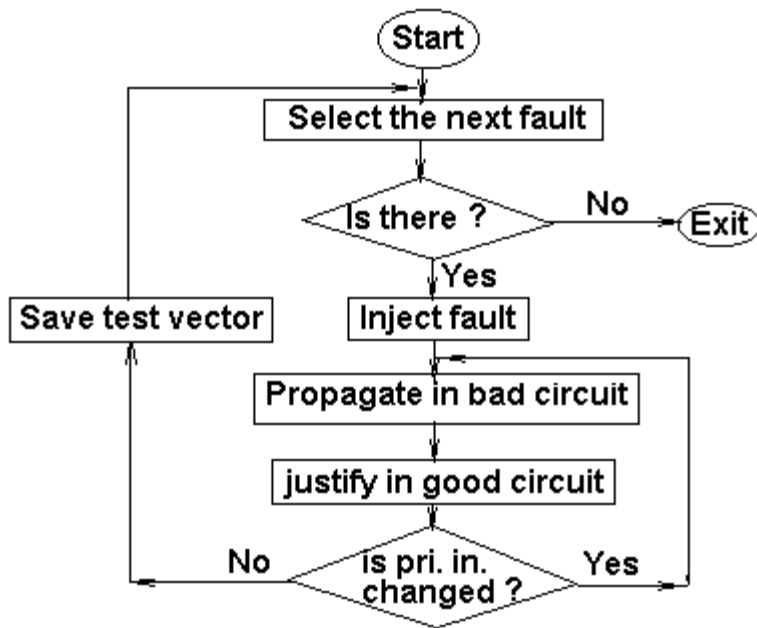 Start
Select the next fault
Is there ?
No
Exit
Yes
Save test vector
Inject fault
Propagate in bad circuit
justify in good circuit
No
is pri. in.
changed ?
Yes